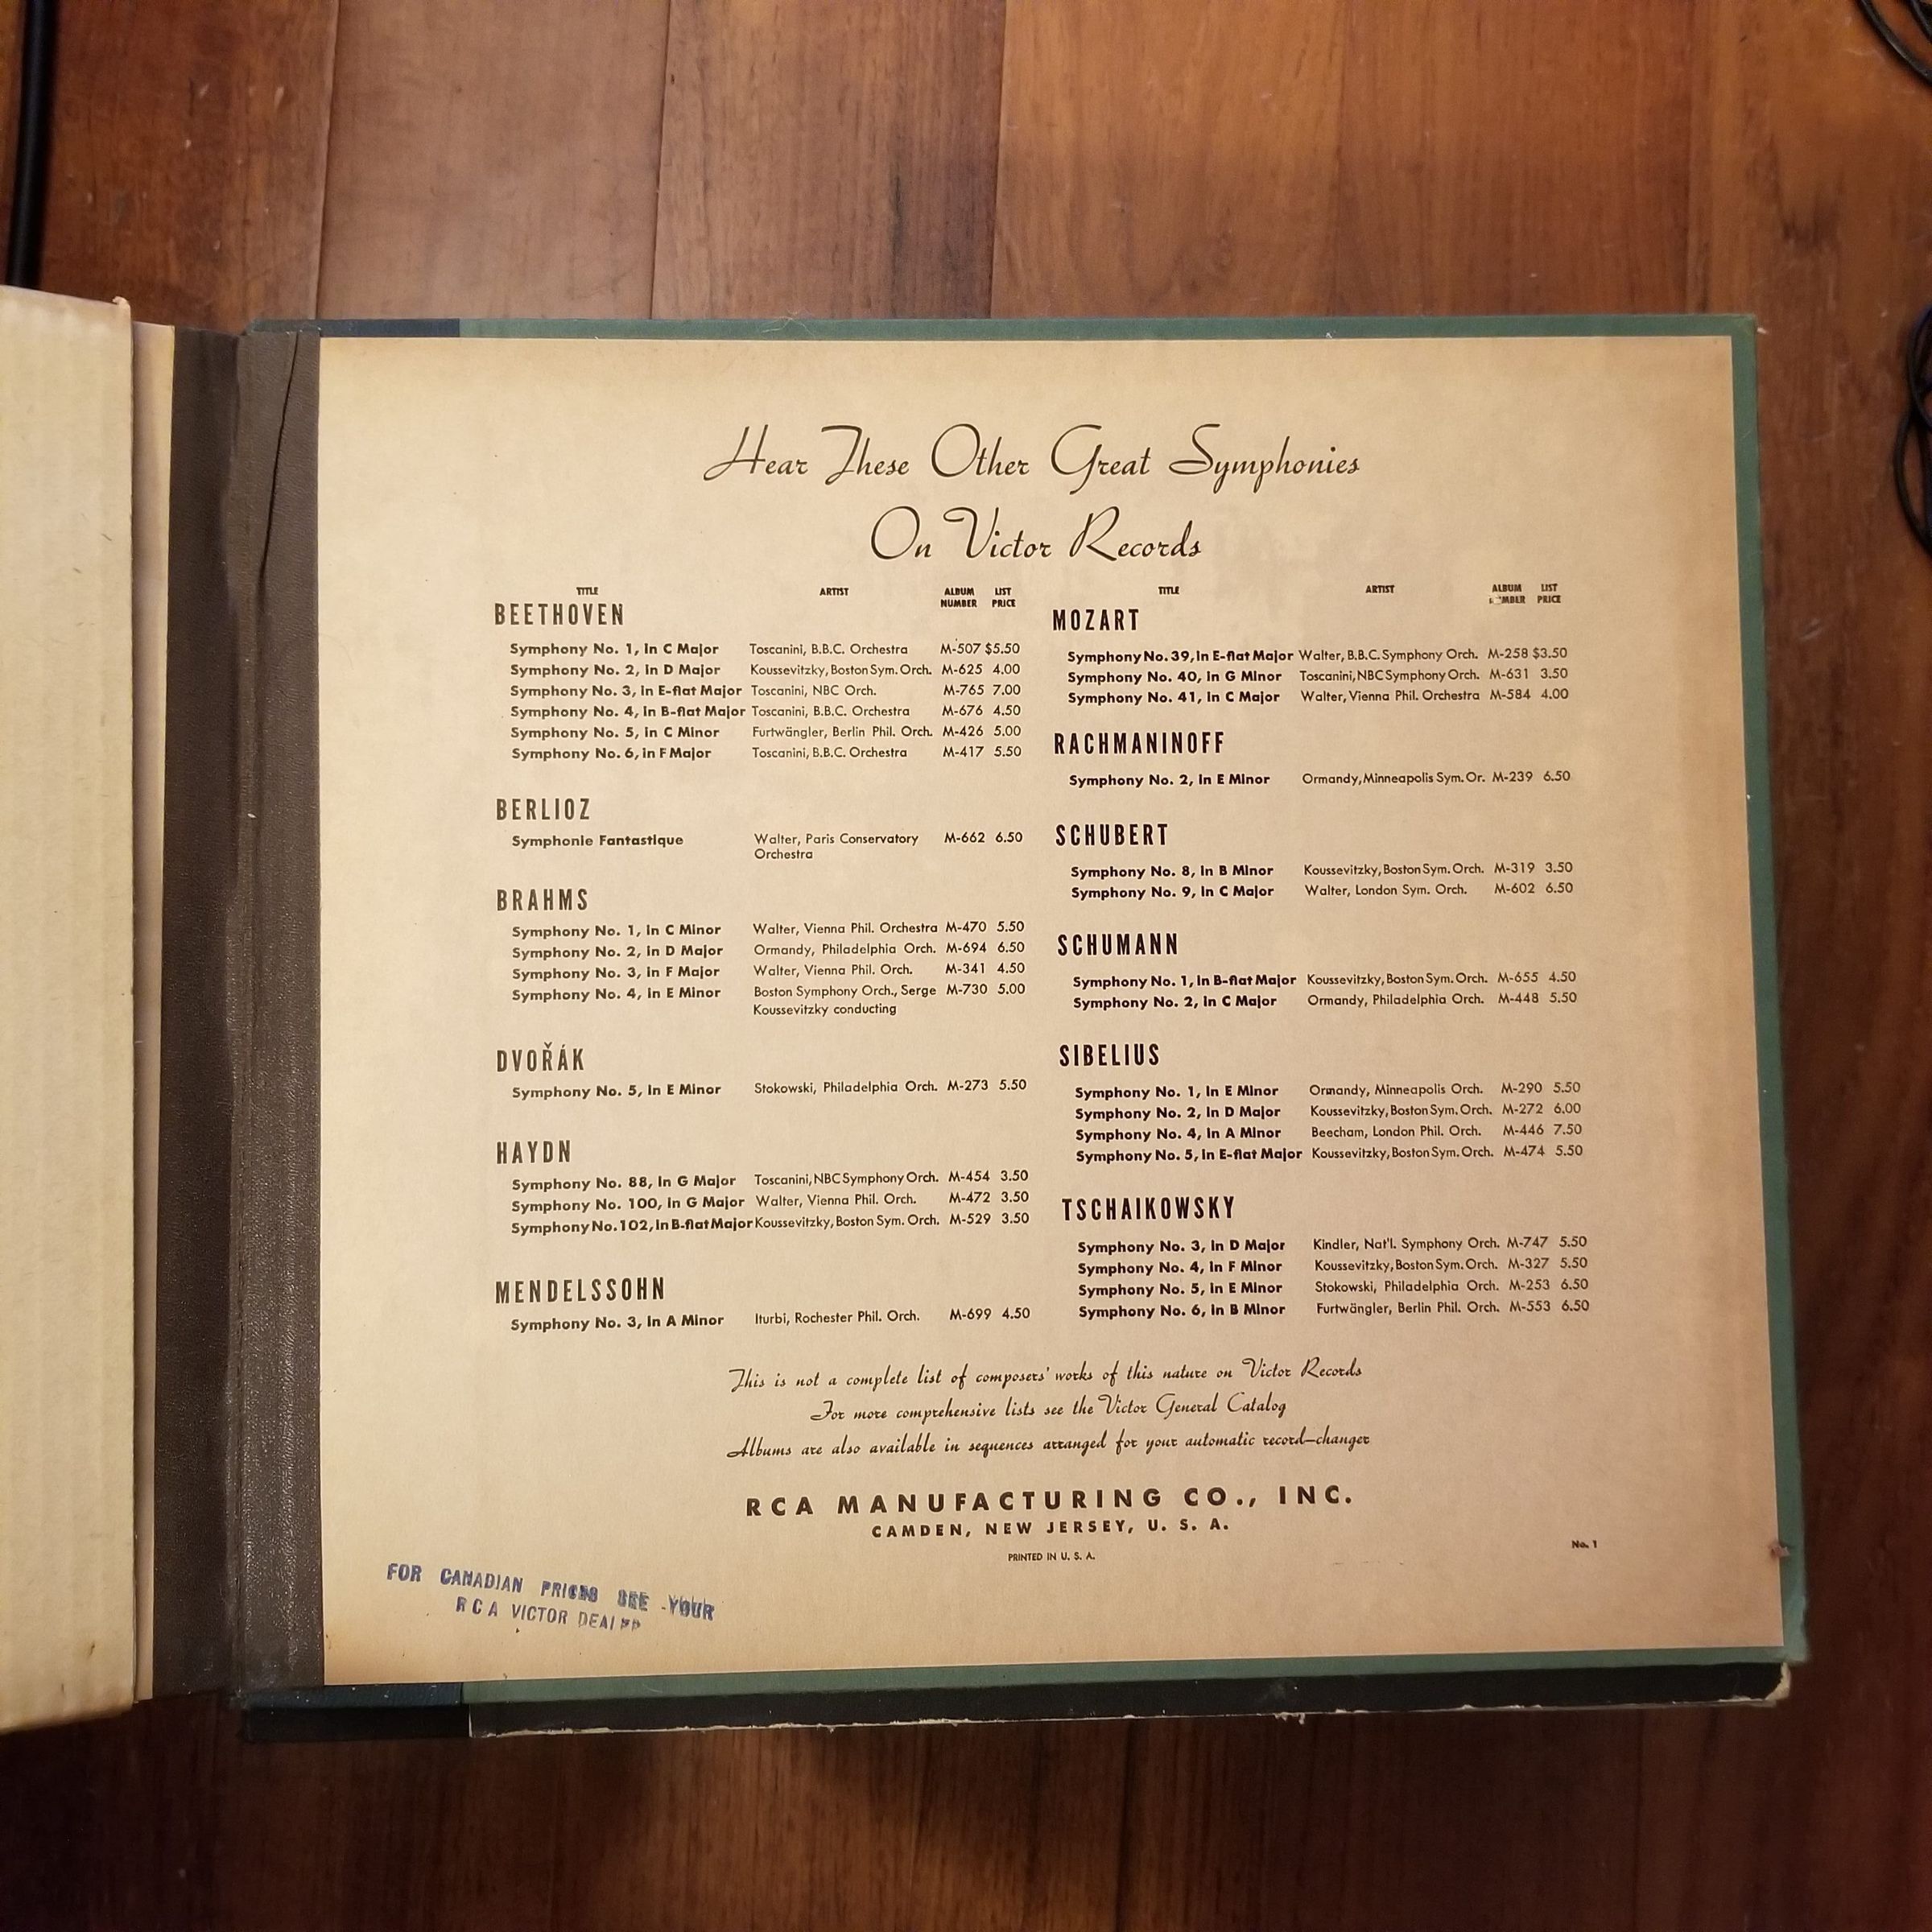 Hear These Other Great Symphonies
On Victor Records
TITLE ARTIST ALBUM NUMBER LIST PRICE
BEETHOVEN
Symphony No. 1, in C Major Toscanini, B.B.C. Orchestra M-507 $5.50
Symphony No. 2, in D Major Koussevitzky, Boston Sym. Orch. M-625 4.00
Symphony No. 3, in E-flat Major Toscanini, NBC Orch. M-765 7.00
Symphony No. 4, in B-flat Major Toscanini, B.B.C. Orchestra M-676 4.50
Symphony No. 5, in C Minor Furtwängler, Berlin Phil. Orch. M-426 5.00
Symphony No. 6, in F Major Toscanini, B.B.C. Orchestra M-417 5.50
BERLIOZ
Symphonie Fantastique Walter, Paris Conservatory M-662 6.50
Orchestra
BRAHMS
Symphony No. 1, in C Minor Walter, Vienna Phil. Orchestra M-470 5.50
Symphony No. 2, in D Major Ormandy, Philadelphia Orch. M-694 6.50
Symphony No. 3, in F Major Walter, Vienna Phil. Orch. M-341 4.50
Symphony No. 4, in E Minor Boston Symphony Orch., Serge M-730 5.00
Koussevitzky conducting
DVOŘÁK
Symphony No. 5, in E Minor Stokowski, Philadelphia Orch. M-273 5.50
HAYDN
Symphony No. 88, in G Major Toscanini, NBC Symphony Orch. M-454 3.50
Symphony No. 100, in G Major Walter, Vienna Phil. Orch. M-472 3.50
Symphony No. 102, in B-flat Major Koussevitzky, Boston Sym. Orch. M-529 3.50
MENDELSSOHN
Symphony No. 3, in A Minor Iturbi, Rochester Phil. Orch. M-699 4.50
TITLE ARTIST ALBUM LIST PRICE
MOZART
Symphony No. 39, in E-flat Major Walter, B.B.C. Symphony Orch. M-258 $3.50
Symphony No. 40, in G Minor Toscanini, NBC Symphony Orch. M-631 3.50
Symphony No. 41, in C Major Walter, Vienna Phil. Orchestra M-584 4.00
RACHMANINOFF
Symphony No. 2, in E Minor Ormandy, Minneapolis Sym. Or. M-239 6.50
SCHUBERT
Symphony No. 8, in B Minor Koussevitzky, Boston Sym. Orch. M-319 3.50
Symphony No. 9, in C Major Walter, London Sym. Orch. M-602 6.50
SCHUMANN
Symphony No. 1, in B-flat Major Koussevitzky, Boston Sym. Orch. M-655 4.50
Symphony No. 2, in C Major Ormandy, Philadelphia Orch. M-448 5.50
SIBELIUS
Symphony No. 1, in E Minor Ormandy, Minneapolis Orch. M-290 5.50
Symphony No. 2, in D Major Koussevitzky, Boston Sym. Orch. M-272 6.00
Symphony No. 4, in A Minor Beecham, London Phil. Orch. M-446 7.50
Symphony No. 5, in E-flat Major Koussevitzky, Boston Sym. Orch. M-474 5.50
TSCHAIKOWSKY
Symphony No. 3, in D Major Kindler, Nat'l. Symphony Orch. M-747 5.50
Symphony No. 4, in F Minor Koussevitzky, Boston Sym. Orch. M-327 5.50
Symphony No. 5, in E Minor Stokowski, Philadelphia Orch. M-253 6.50
Symphony No. 6, in B Minor Furtwängler, Berlin Phil. Orch. M-553 6.50
This is not a complete list of composers' works of this nature on Victor Records
For more comprehensive lists see the Victor General Catalog
Albums are also available in sequences arranged for your automatic record-changer
RCA MANUFACTURING CO., INC.
CAMDEN, NEW JERSEY, U. S. A.
PRINTED IN U. S. A.
No. 1
FOR CANADIAN PRICES SEE YOUR
RCA VICTOR DEALER